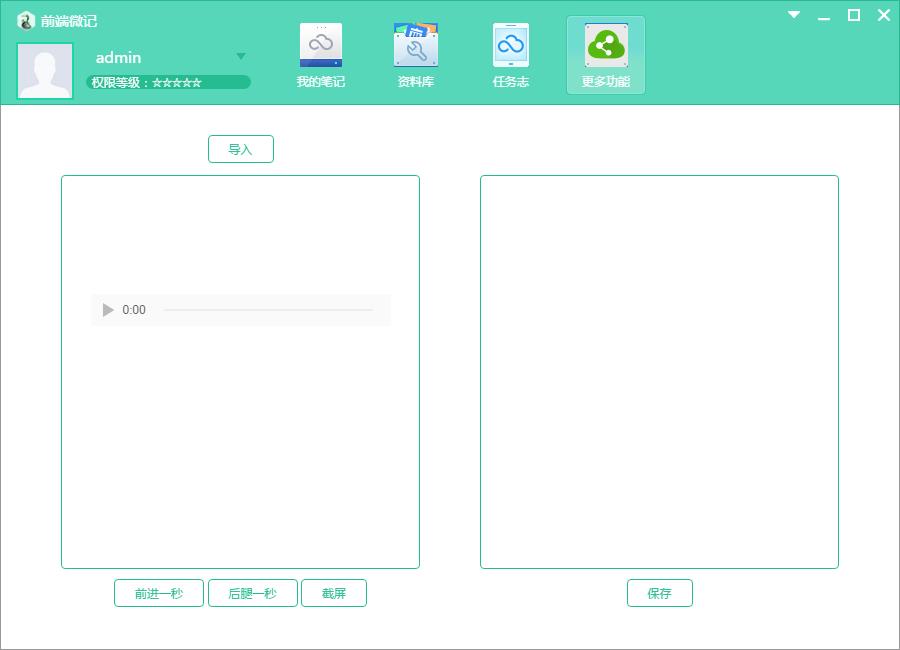 前端微记
admin
权限等级：☆☆☆☆☆
我的笔记
资料库
任务志
更多功能
导入
0:00
前进一秒
后腿一秒
截屏
保存